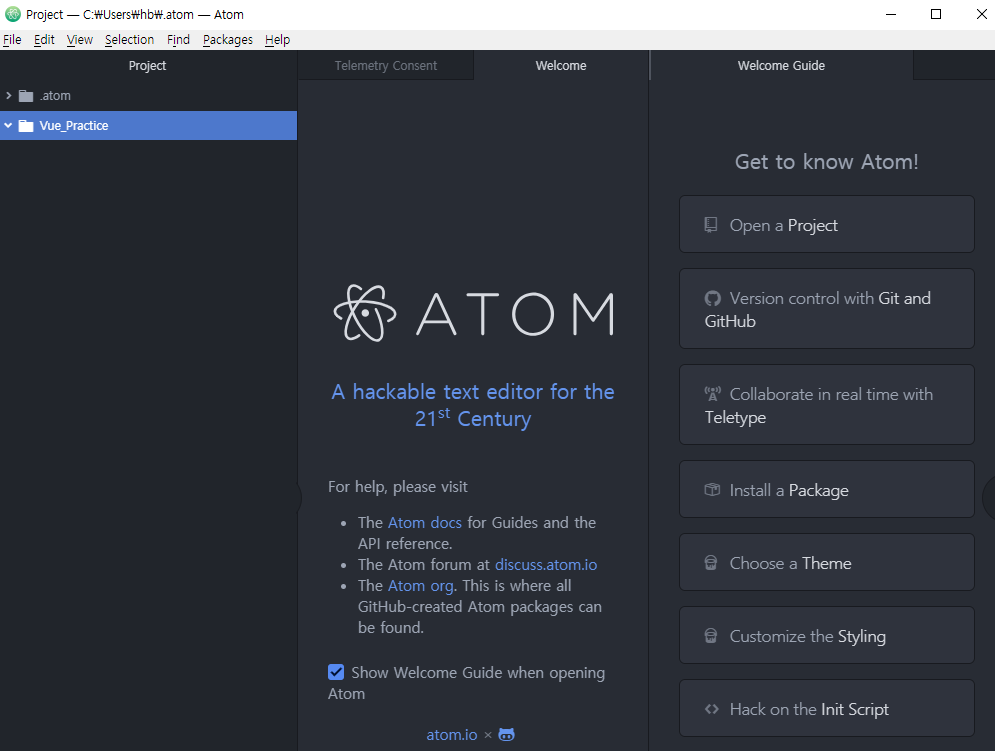 Project — C:₩Users₩hb₩.atom — Atom
File Edit View Selection Find Packages Help
Project
.atom
Vue_Practice
Telemetry Consent
Welcome
Welcome Guide
ATOM
A hackable text editor for the
21st Century
For help, please visit
• The Atom docs for Guides and the
API reference.
• The Atom forum at discuss.atom.io
• The Atom org. This is where all
GitHub-created Atom packages can
be found.
Show Welcome Guide when opening
Atom
atom.io ×
Get to know Atom!
Open a Project
Version control with Git and
GitHub
Collaborate in real time with
Teletype
Install a Package
Choose a Theme
Customize the Styling
Hack on the Init Script